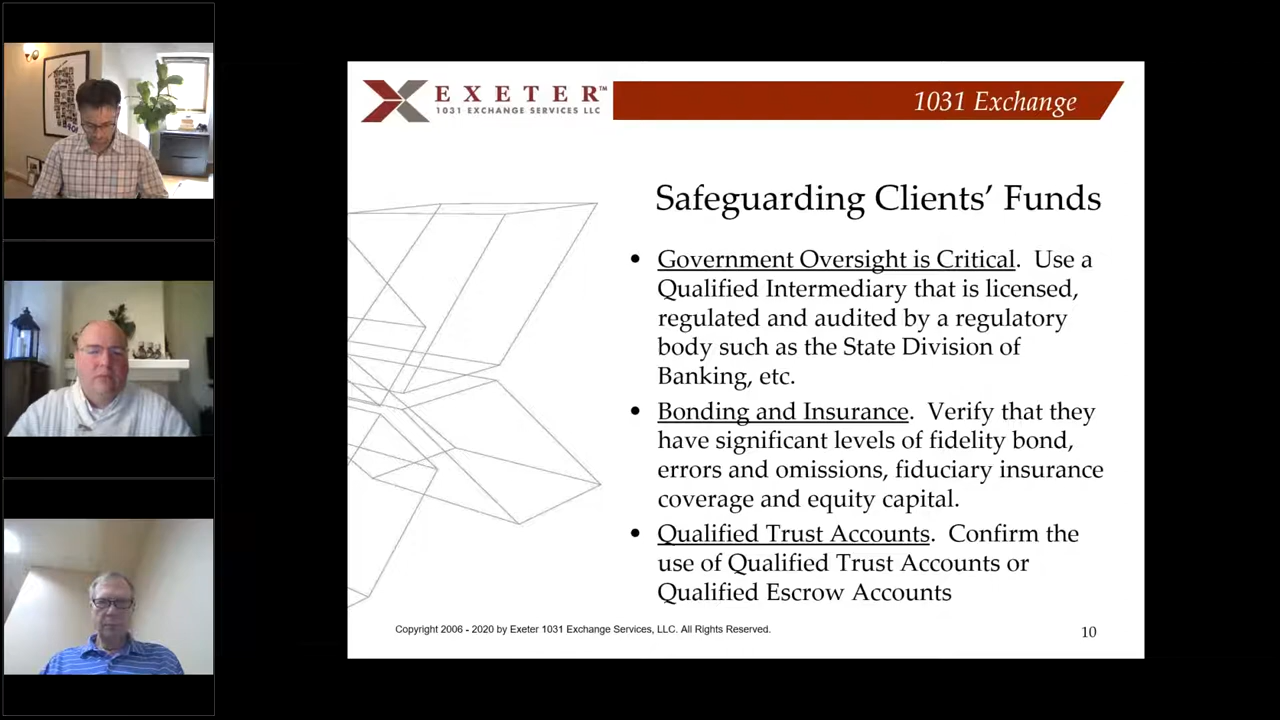 EXETER™
1031 EXCHANGE SERVICES LLC
1031 Exchange
Safeguarding Clients’ Funds
• Government Oversight is Critical.  Use a
Qualified Intermediary that is licensed,
regulated and audited by a regulatory
body such as the State Division of
Banking, etc.
• Bonding and Insurance.  Verify that they
have significant levels of fidelity bond,
errors and omissions, fiduciary insurance
coverage and equity capital.
• Qualified Trust Accounts.  Confirm the
use of Qualified Trust Accounts or
Qualified Escrow Accounts
Copyright 2006 - 2020 by Exeter 1031 Exchange Services, LLC. All Rights Reserved.
10